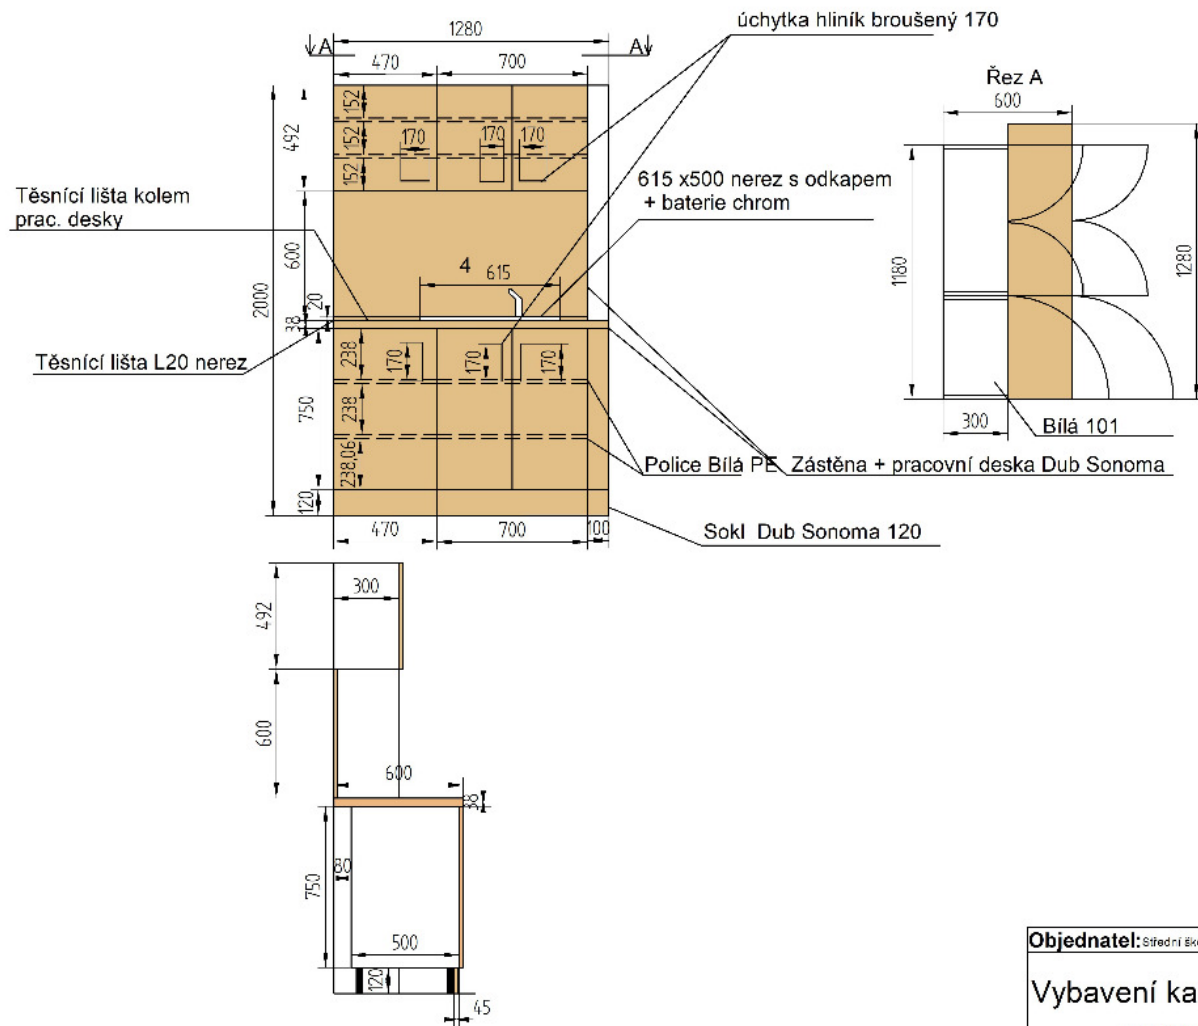 úchytka hliník broušený 170
1280
A
A
470
700
Řez A
600
152
492
152
170
170
170
152
615 x500 nerez s odkapem
+ baterie chrom
Těsnící lišta kolem
prac. desky
1180
1280
600
4
615
2000
20
38
Těsnící lišta L20 nerez
238
170
170
170
750
238
300
Bílá 101
238,06
Police Bílá PE
Zástěna + pracovní deska Dub Sonoma
120
470
700
100
Sokl Dub Sonoma 120
300
492
600
600
38
80
750
500
120
45
Objednatel:
Vybavení ka